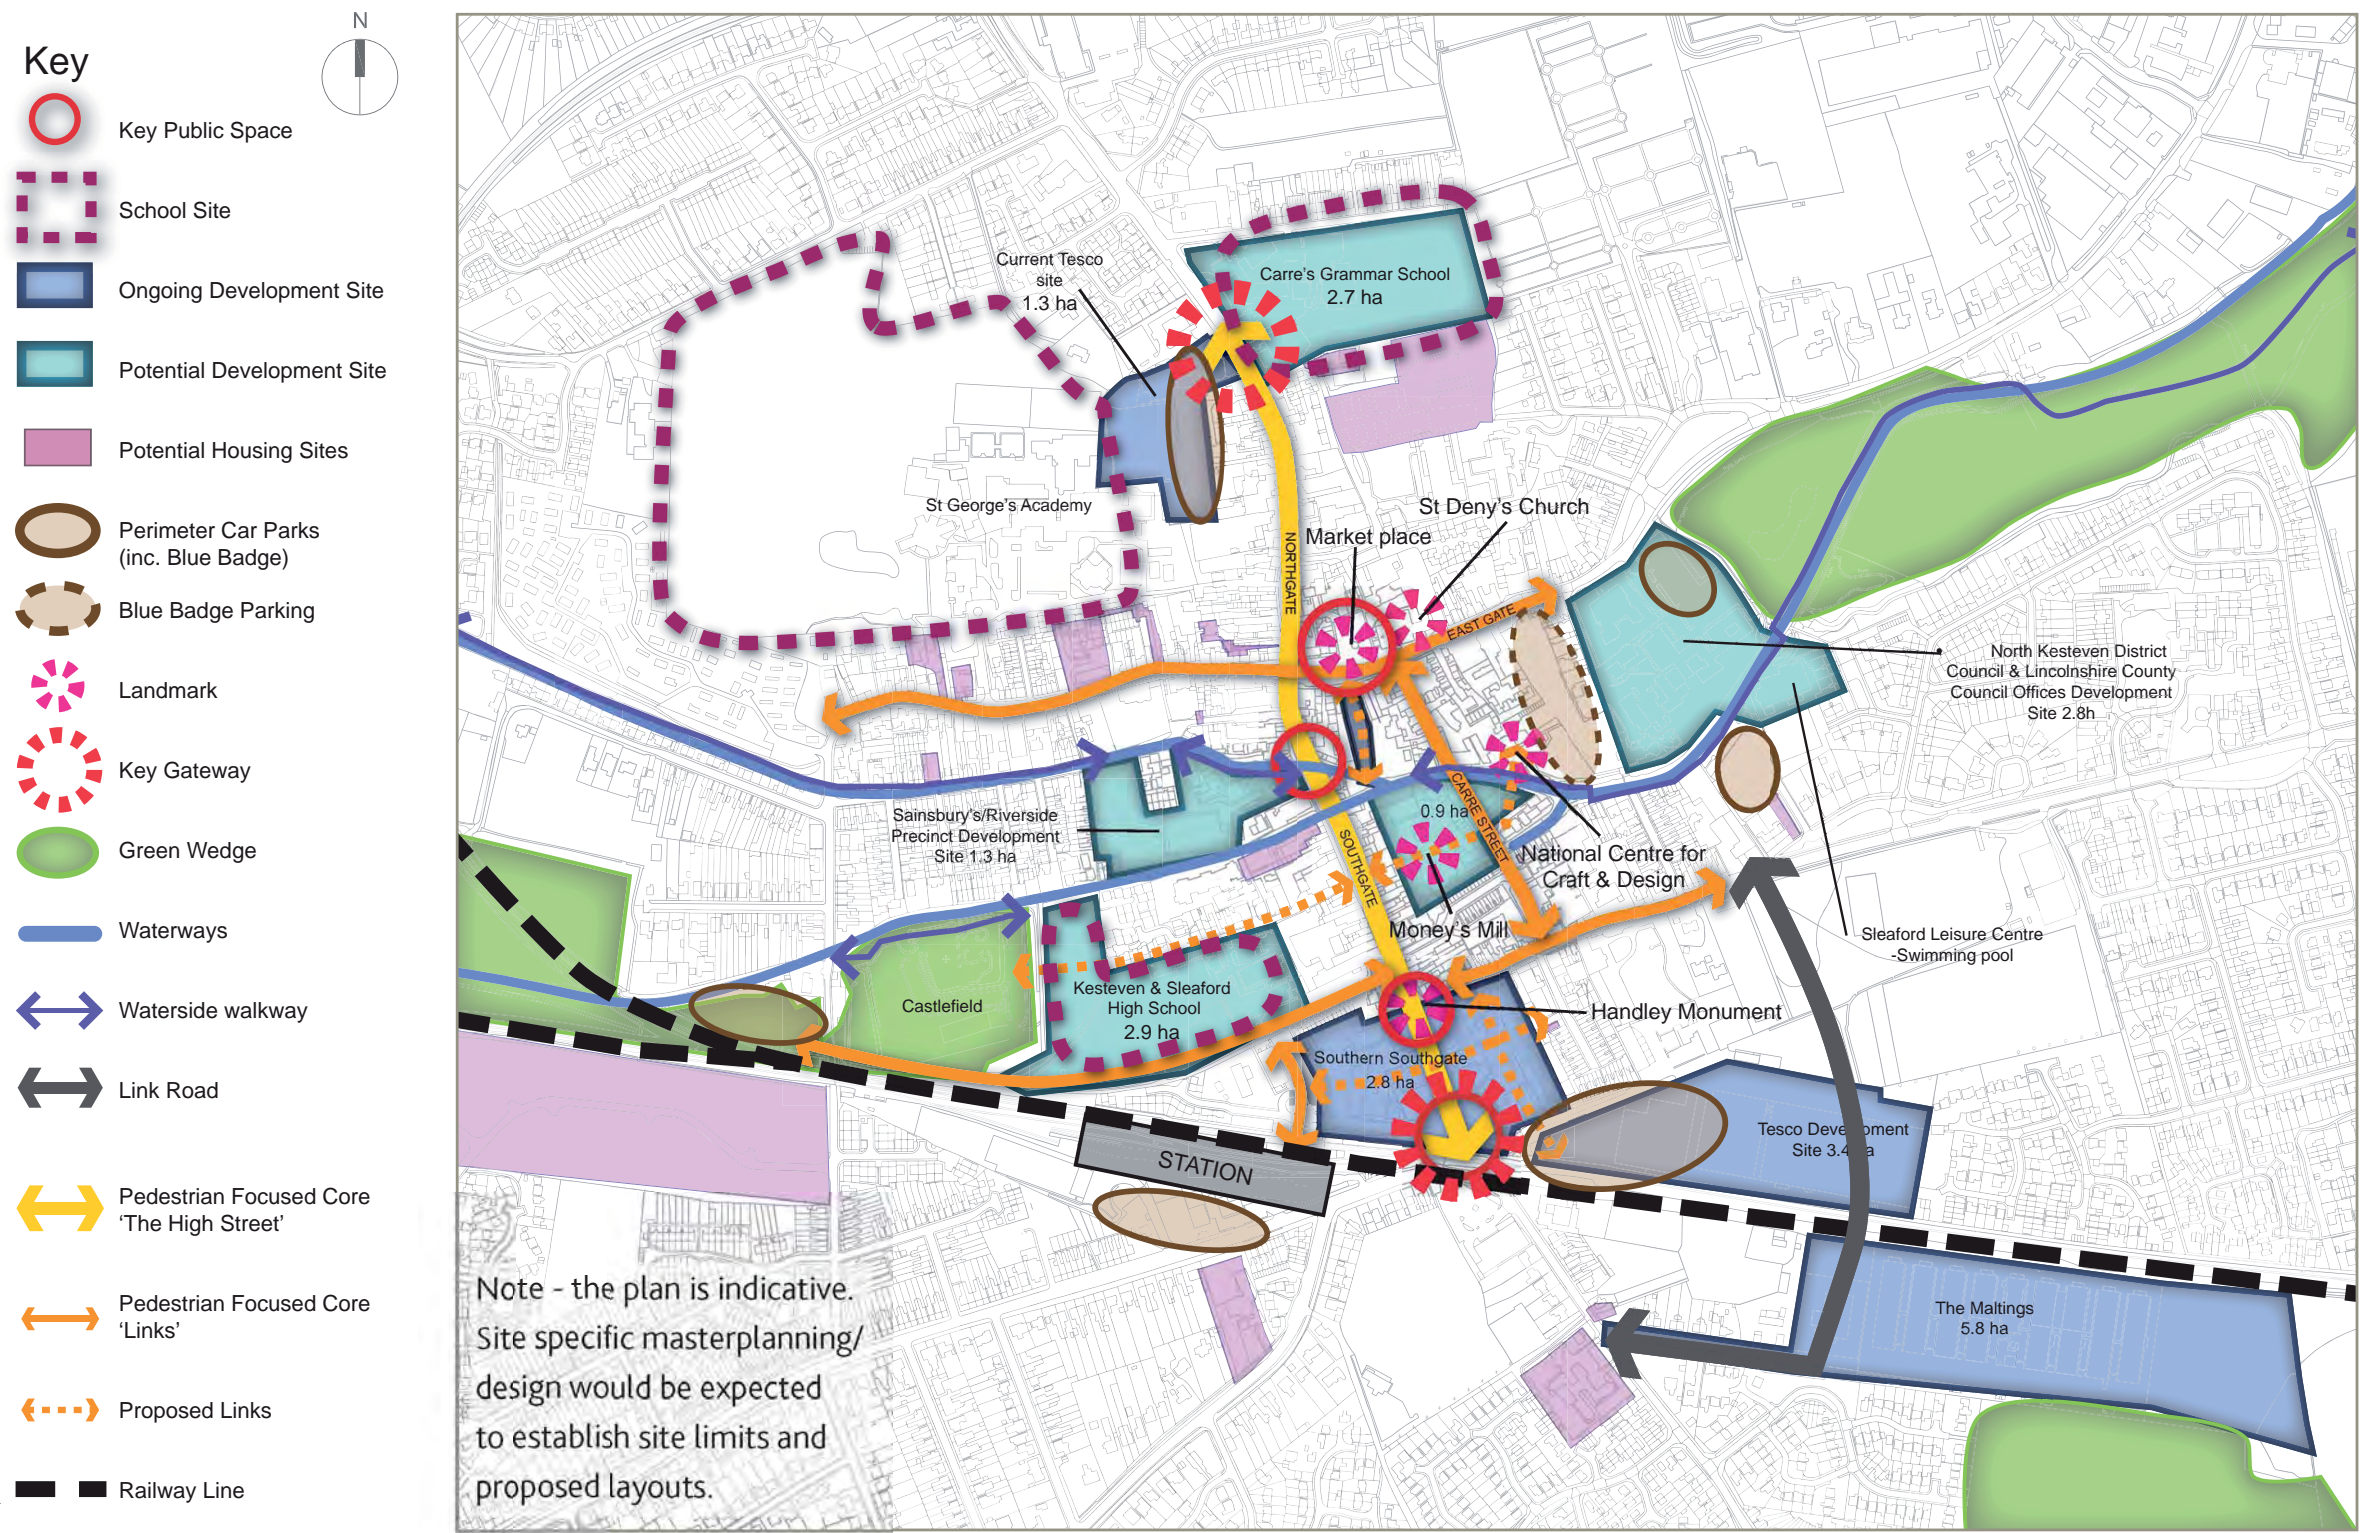 N
Key
Key Public Space
School Site
Ongoing Development Site
Potential Development Site
Potential Housing Sites
Perimeter Car Parks
(inc. Blue Badge)
Blue Badge Parking
Landmark
Key Gateway
Green Wedge
Waterways
Waterside walkway
Link Road
Pedestrian Focused Core
‘The High Street’
Pedestrian Focused Core
‘Links’
Proposed Links
Railway Line
Current Tesco
site
1.3 ha
Carre's Grammar School
2.7 ha
St George's Academy
St Deny's Church
Market place
NORTHGATE
EAST GATE
North Kesteven District
Council & Lincolnshire County
Council Offices Development
Site 2.8h
Sainsbury's/Riverside
Precinct Development
Site 1.3 ha
0.9 ha
CARRE STREET
SOUTHGATE
National Centre for
Craft & Design
Money's Mill
Sleaford Leisure Centre
-Swimming pool
Castlefield
Kesteven & Sleaford
High School
2.9 ha
Handley Monument
Southern Southgate
2.8 ha
Tesco Development
Site 3.4 ha
STATION
The Maltings
5.8 ha
Note - the plan is indicative.
Site specific masterplanning/
design would be expected
to establish site limits and
proposed layouts.